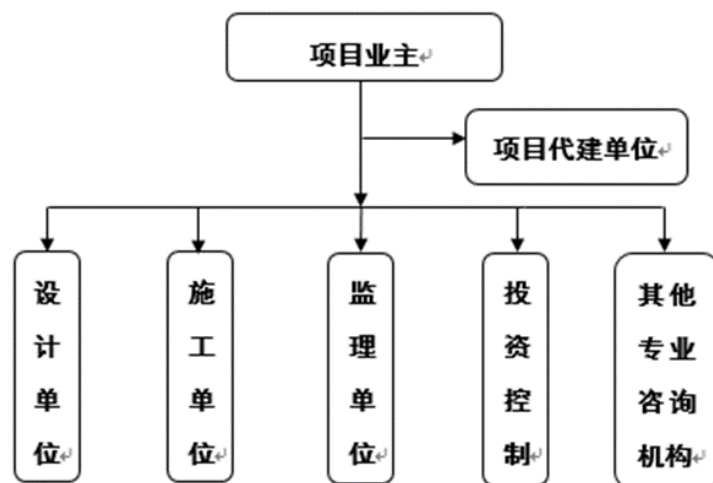 项目业主
项目代建单位
设计单位
施工单位
监理单位
投资控制
其他专业咨询机构